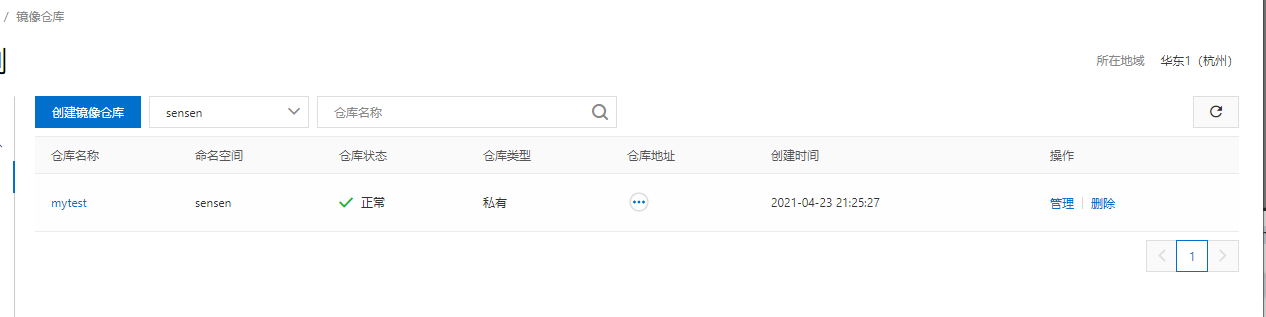 / 镜像仓库
所在地域 华东1（杭州）
创建镜像仓库 sensen 仓库名称
仓库名称 命名空间 仓库状态 仓库类型 仓库地址 创建时间 操作
mytest sensen 正常 私有 2021-04-23 21:25:27 管理 删除
1